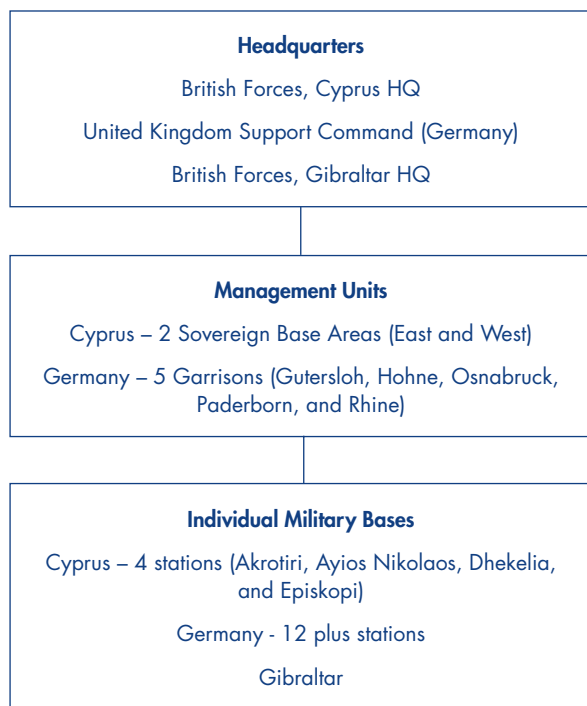 Headquarters
British Forces, Cyprus HQ
United Kingdom Support Command (Germany)
British Forces, Gibraltar HQ
Management Units
Cyprus – 2 Sovereign Base Areas (East and West)
Germany – 5 Garrisons (Gutersloh, Hohne, Osnabruck,
Paderborn, and Rhine)
Individual Military Bases
Cyprus – 4 stations (Akrotiri, Ayios Nikolaos, Dhekelia,
and Episkopi)
Germany - 12 plus stations
Gibraltar